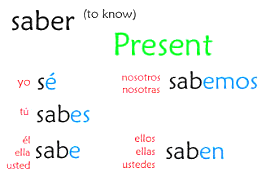 saber (to know)
Present
yo sé
nosotros
nosotras sabemos
tú sabes
él
ella
usted sabe
ellos
ellas
ustedes saben